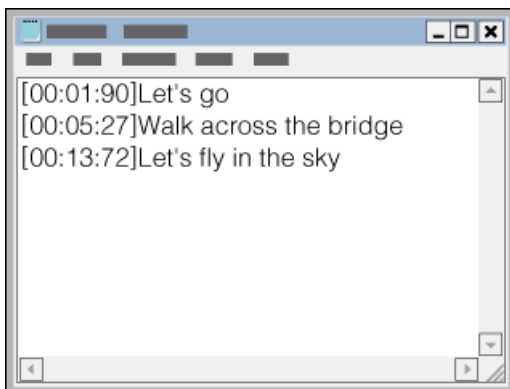 [00:01:90]Let's go
[00:05:27]Walk across the bridge
[00:13:72]Let's fly in the sky